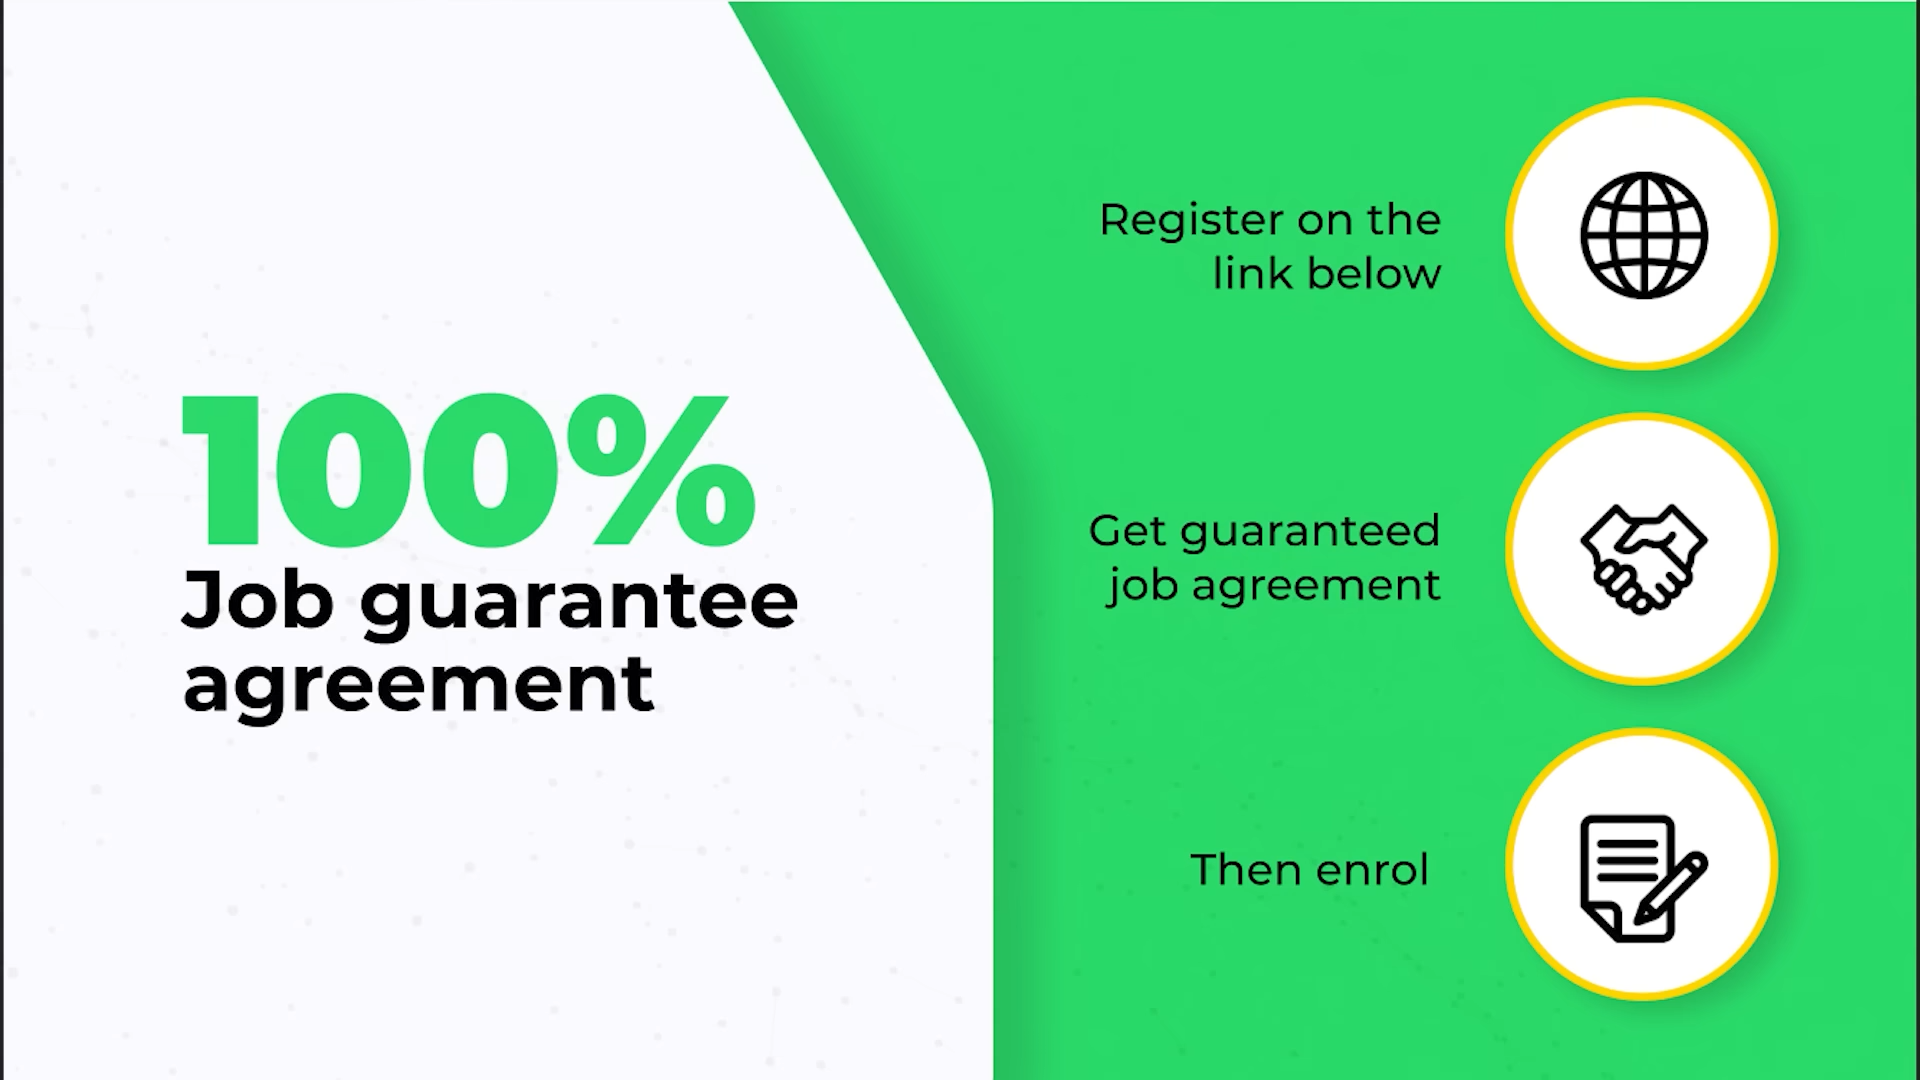 100%
Job guarantee
agreement
Register on the
link below
Get guaranteed
job agreement
Then enrol